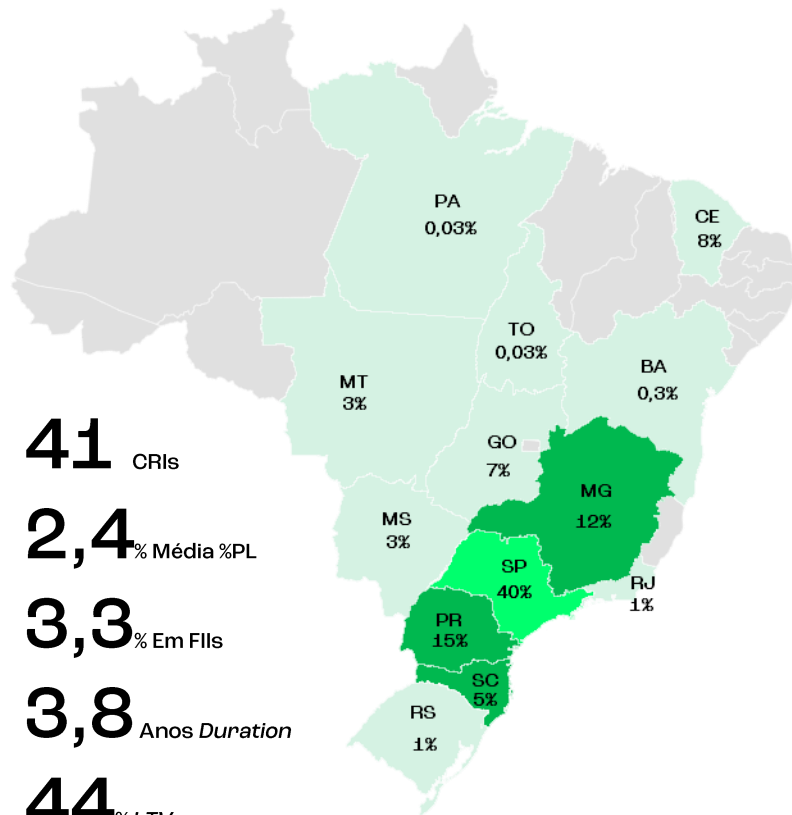 PA
0,03%
CE
8%
TO
0,03%
BA
0,3%
MT
3%
GO
7%
MG
12%
MS
3%
SP
40%
RJ
1%
PR
15%
SC
5%
RS
1%
41 CRIs
2,4% Média %PL
3,3% Em FIIs
3,8 Anos Duration
44% LTV